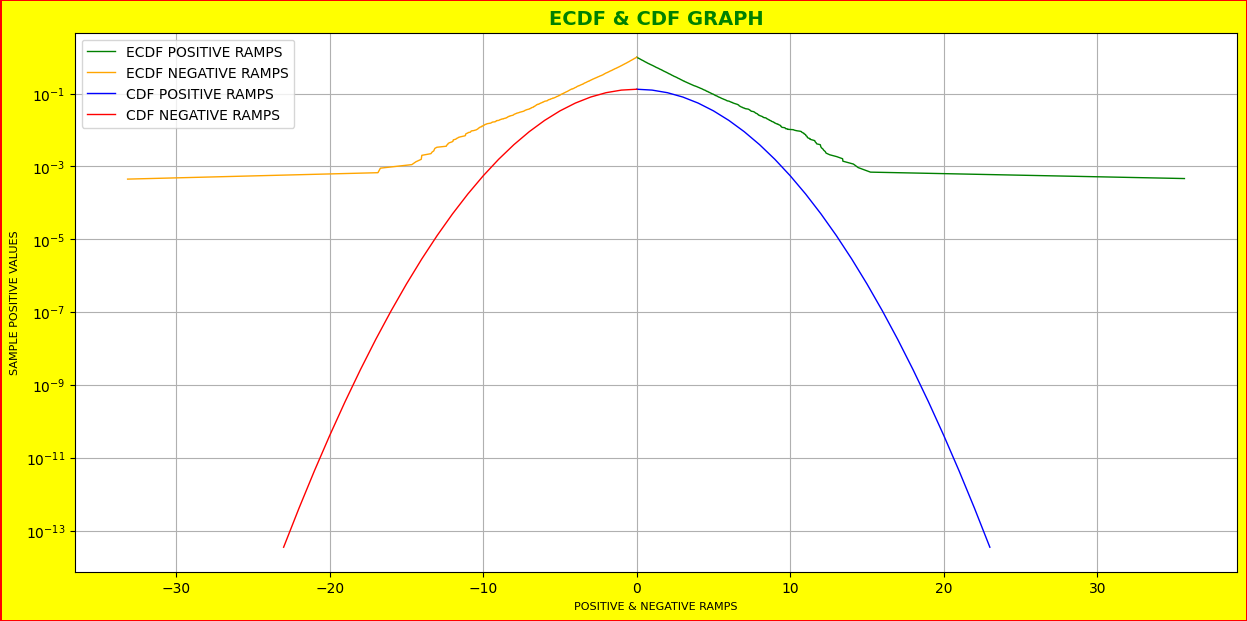 ECDF & CDF GRAPH
ECDF POSITIVE RAMPS
ECDF NEGATIVE RAMPS
CDF POSITIVE RAMPS
CDF NEGATIVE RAMPS
SAMPLE POSITIVE VALUES
10⁻¹
10⁻³
10⁻⁵
10⁻⁷
10⁻⁹
10⁻¹¹
10⁻¹³
−30 −20 −10 0 10 20 30
POSITIVE & NEGATIVE RAMPS